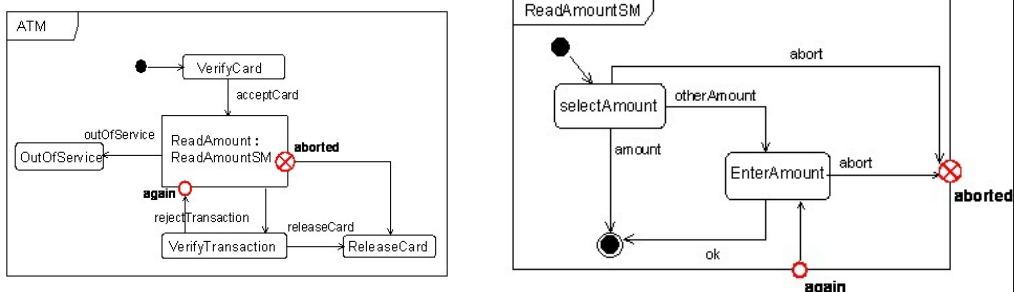 ATM
VerifyCard
acceptCard
outOfService
OutOfService
ReadAmount :
ReadAmountSM
aborted
again
rejectTransaction
releaseCard
VerifyTransaction
ReleaseCard
ReadAmountSM
abort
selectAmount
otherAmount
amount
EnterAmount
abort
aborted
ok
again